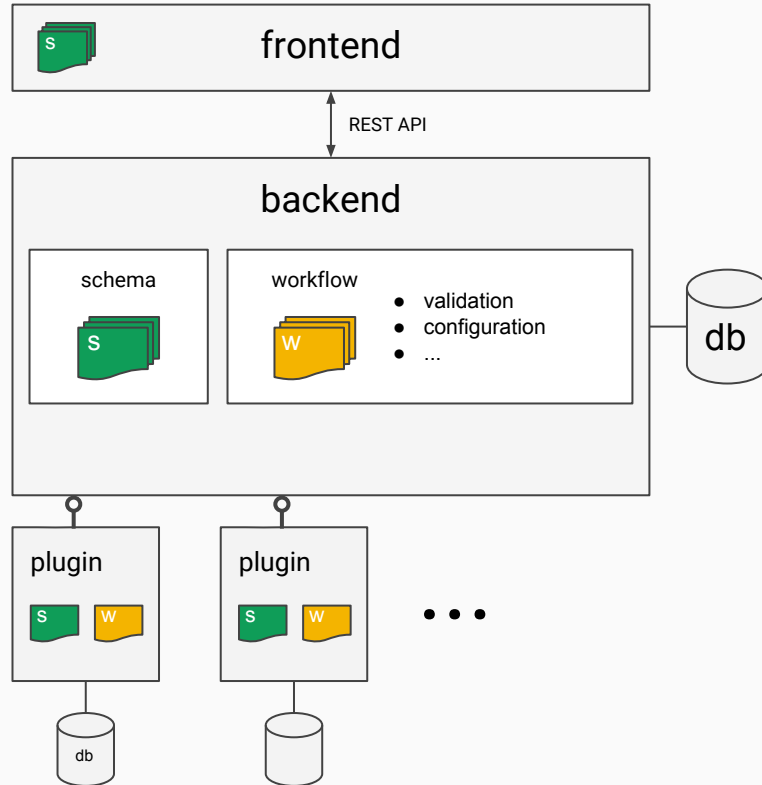 S
frontend
REST API
backend
schema
S
workflow
W
● validation
● configuration
● ...
db
plugin
S W
plugin
S W
...
db